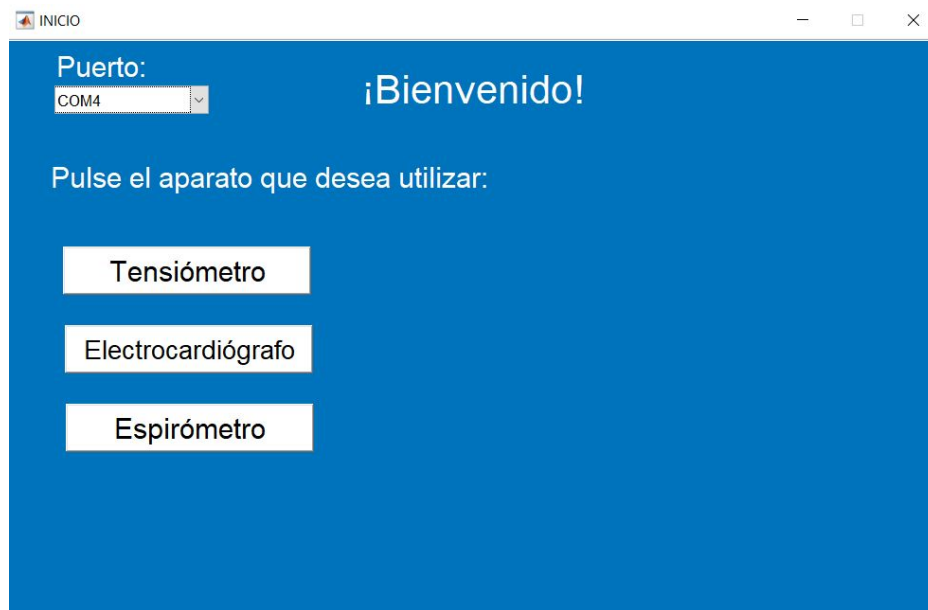 INICIO
Puerto:
COM4
¡Bienvenido!
Pulse el aparato que desea utilizar:
Tensiómetro
Electrocardiógrafo
Espirómetro